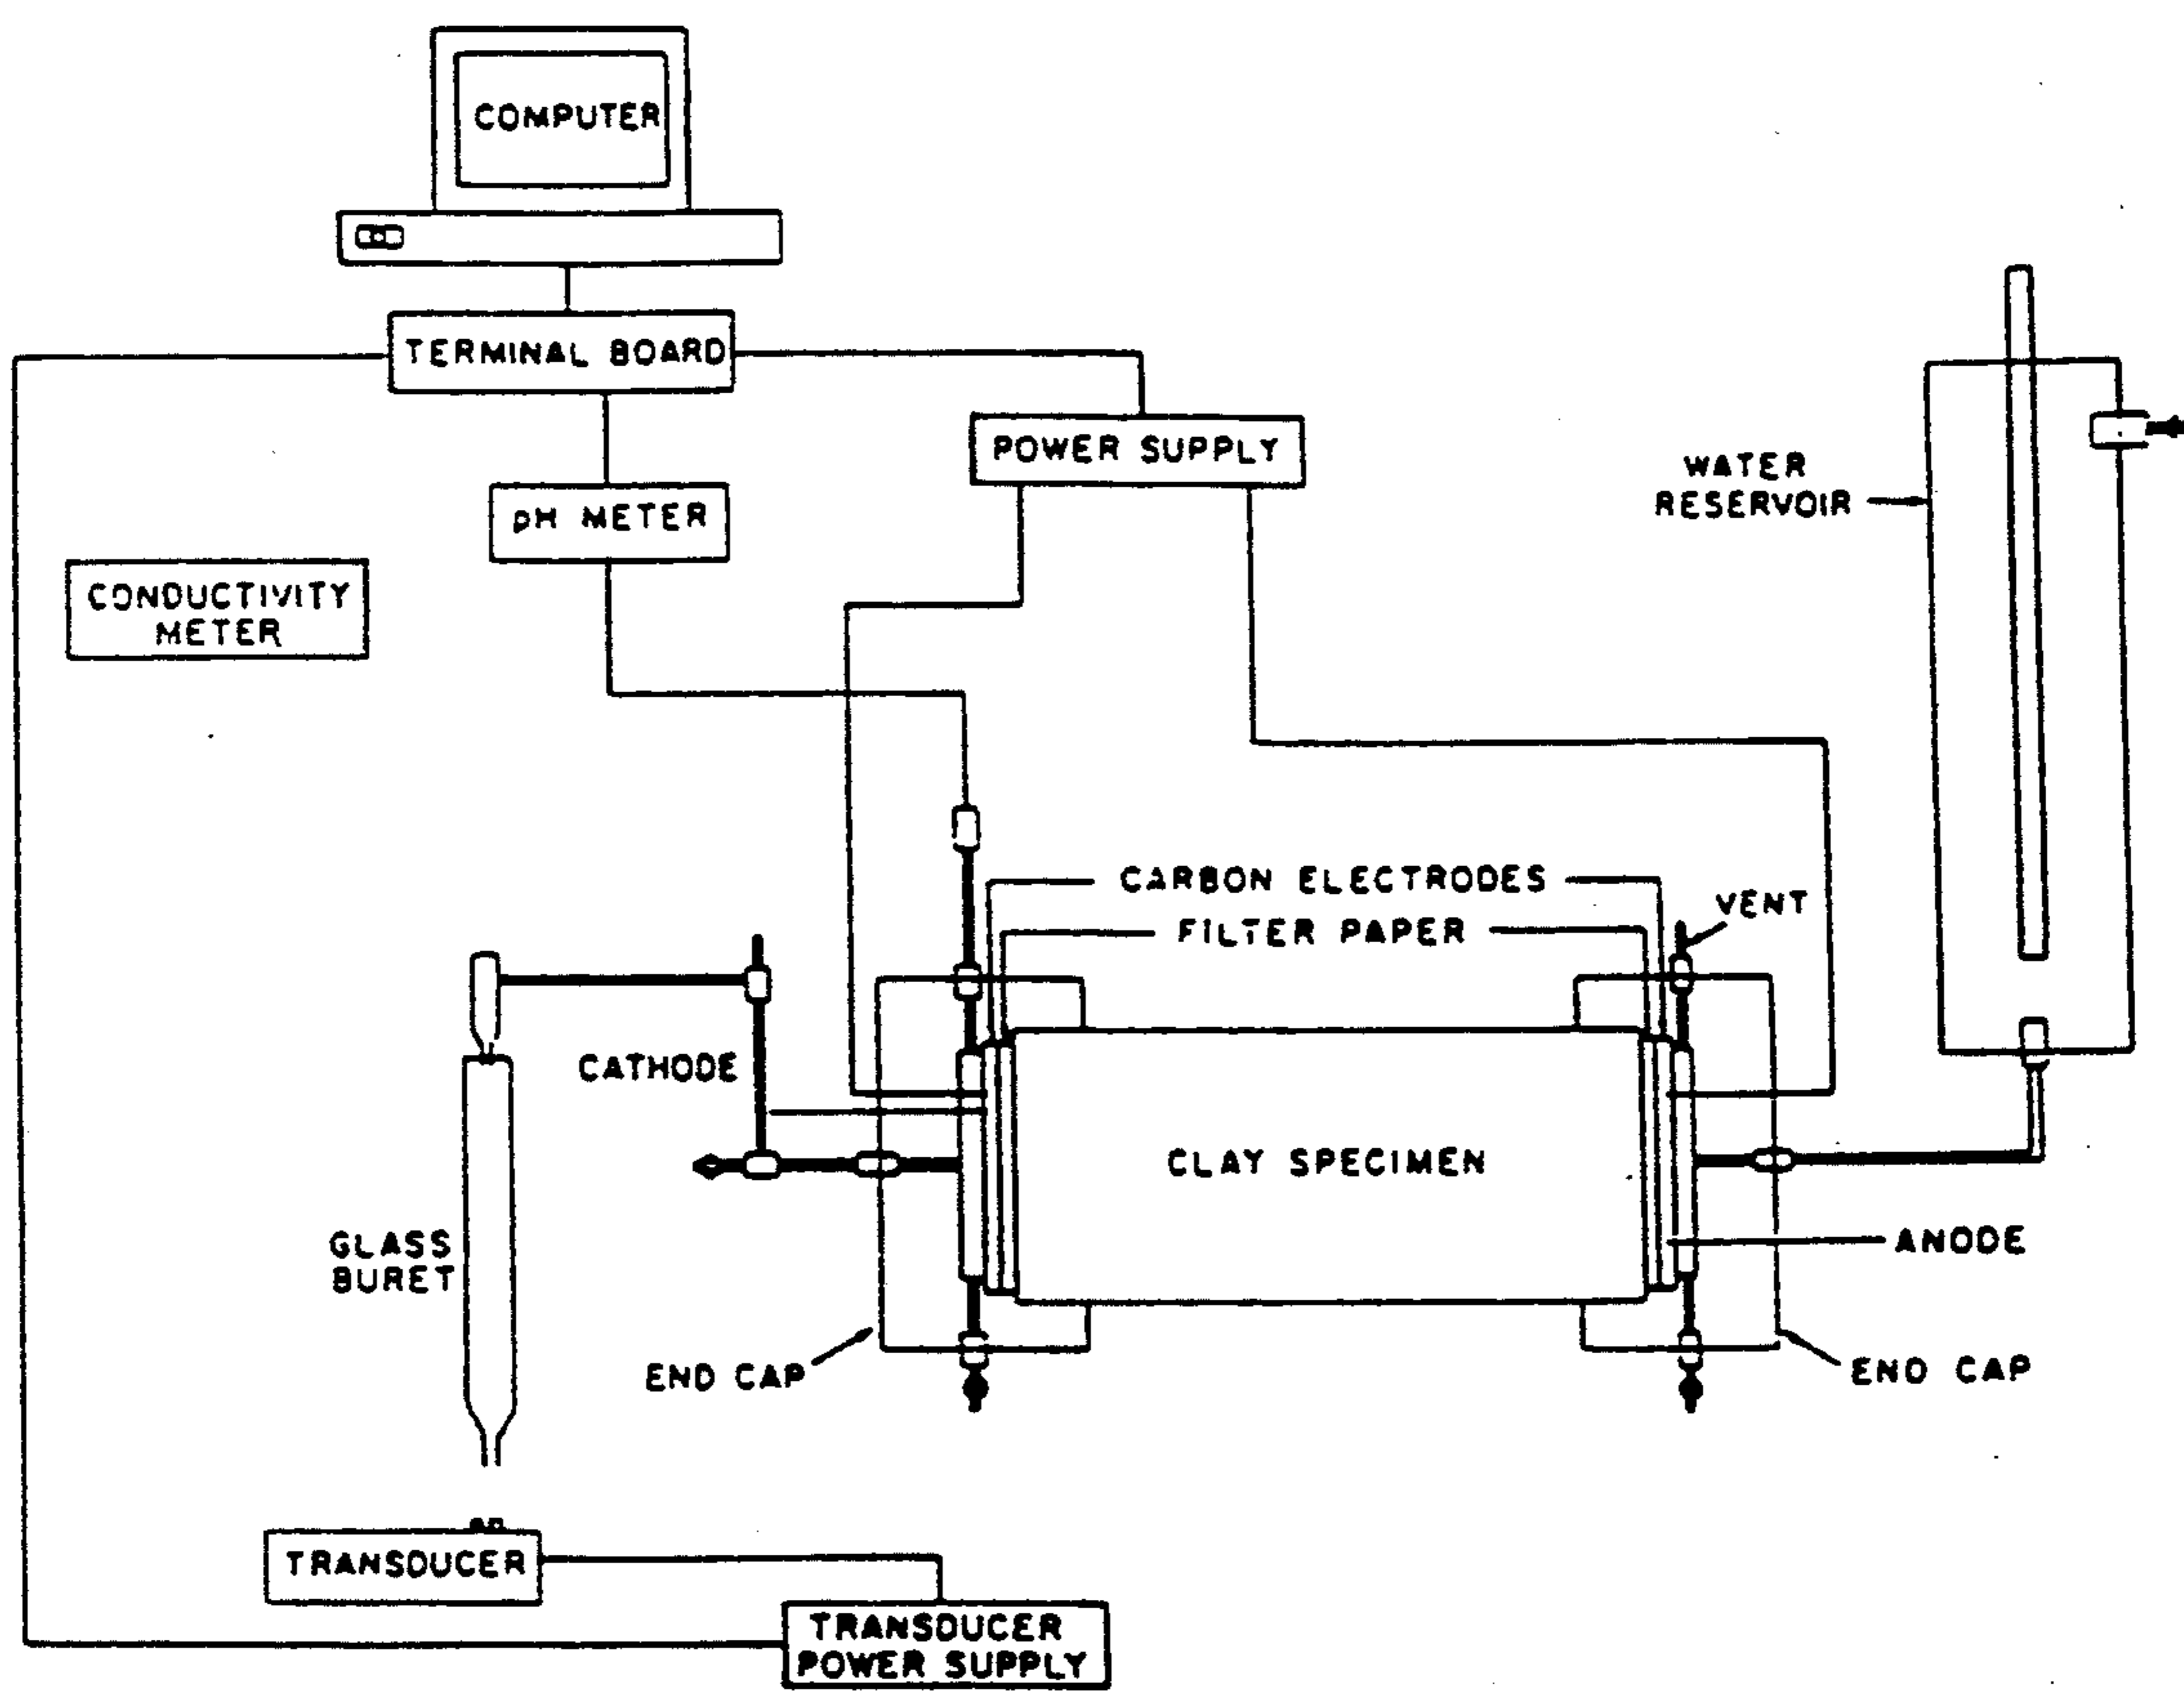 COMPUTER
TERMINAL BOARD
POWER SUPPLY
pH METER
WATER
RESERVOIR
CONDUCTIVITY
METER
CARBON ELECTRODES
VENT
FILTER PAPER
CATHODE
CLAY SPECIMEN
GLASS
BURET
ANODE
END CAP
END CAP
TRANSDUCER
TRANSDUCER
POWER SUPPLY